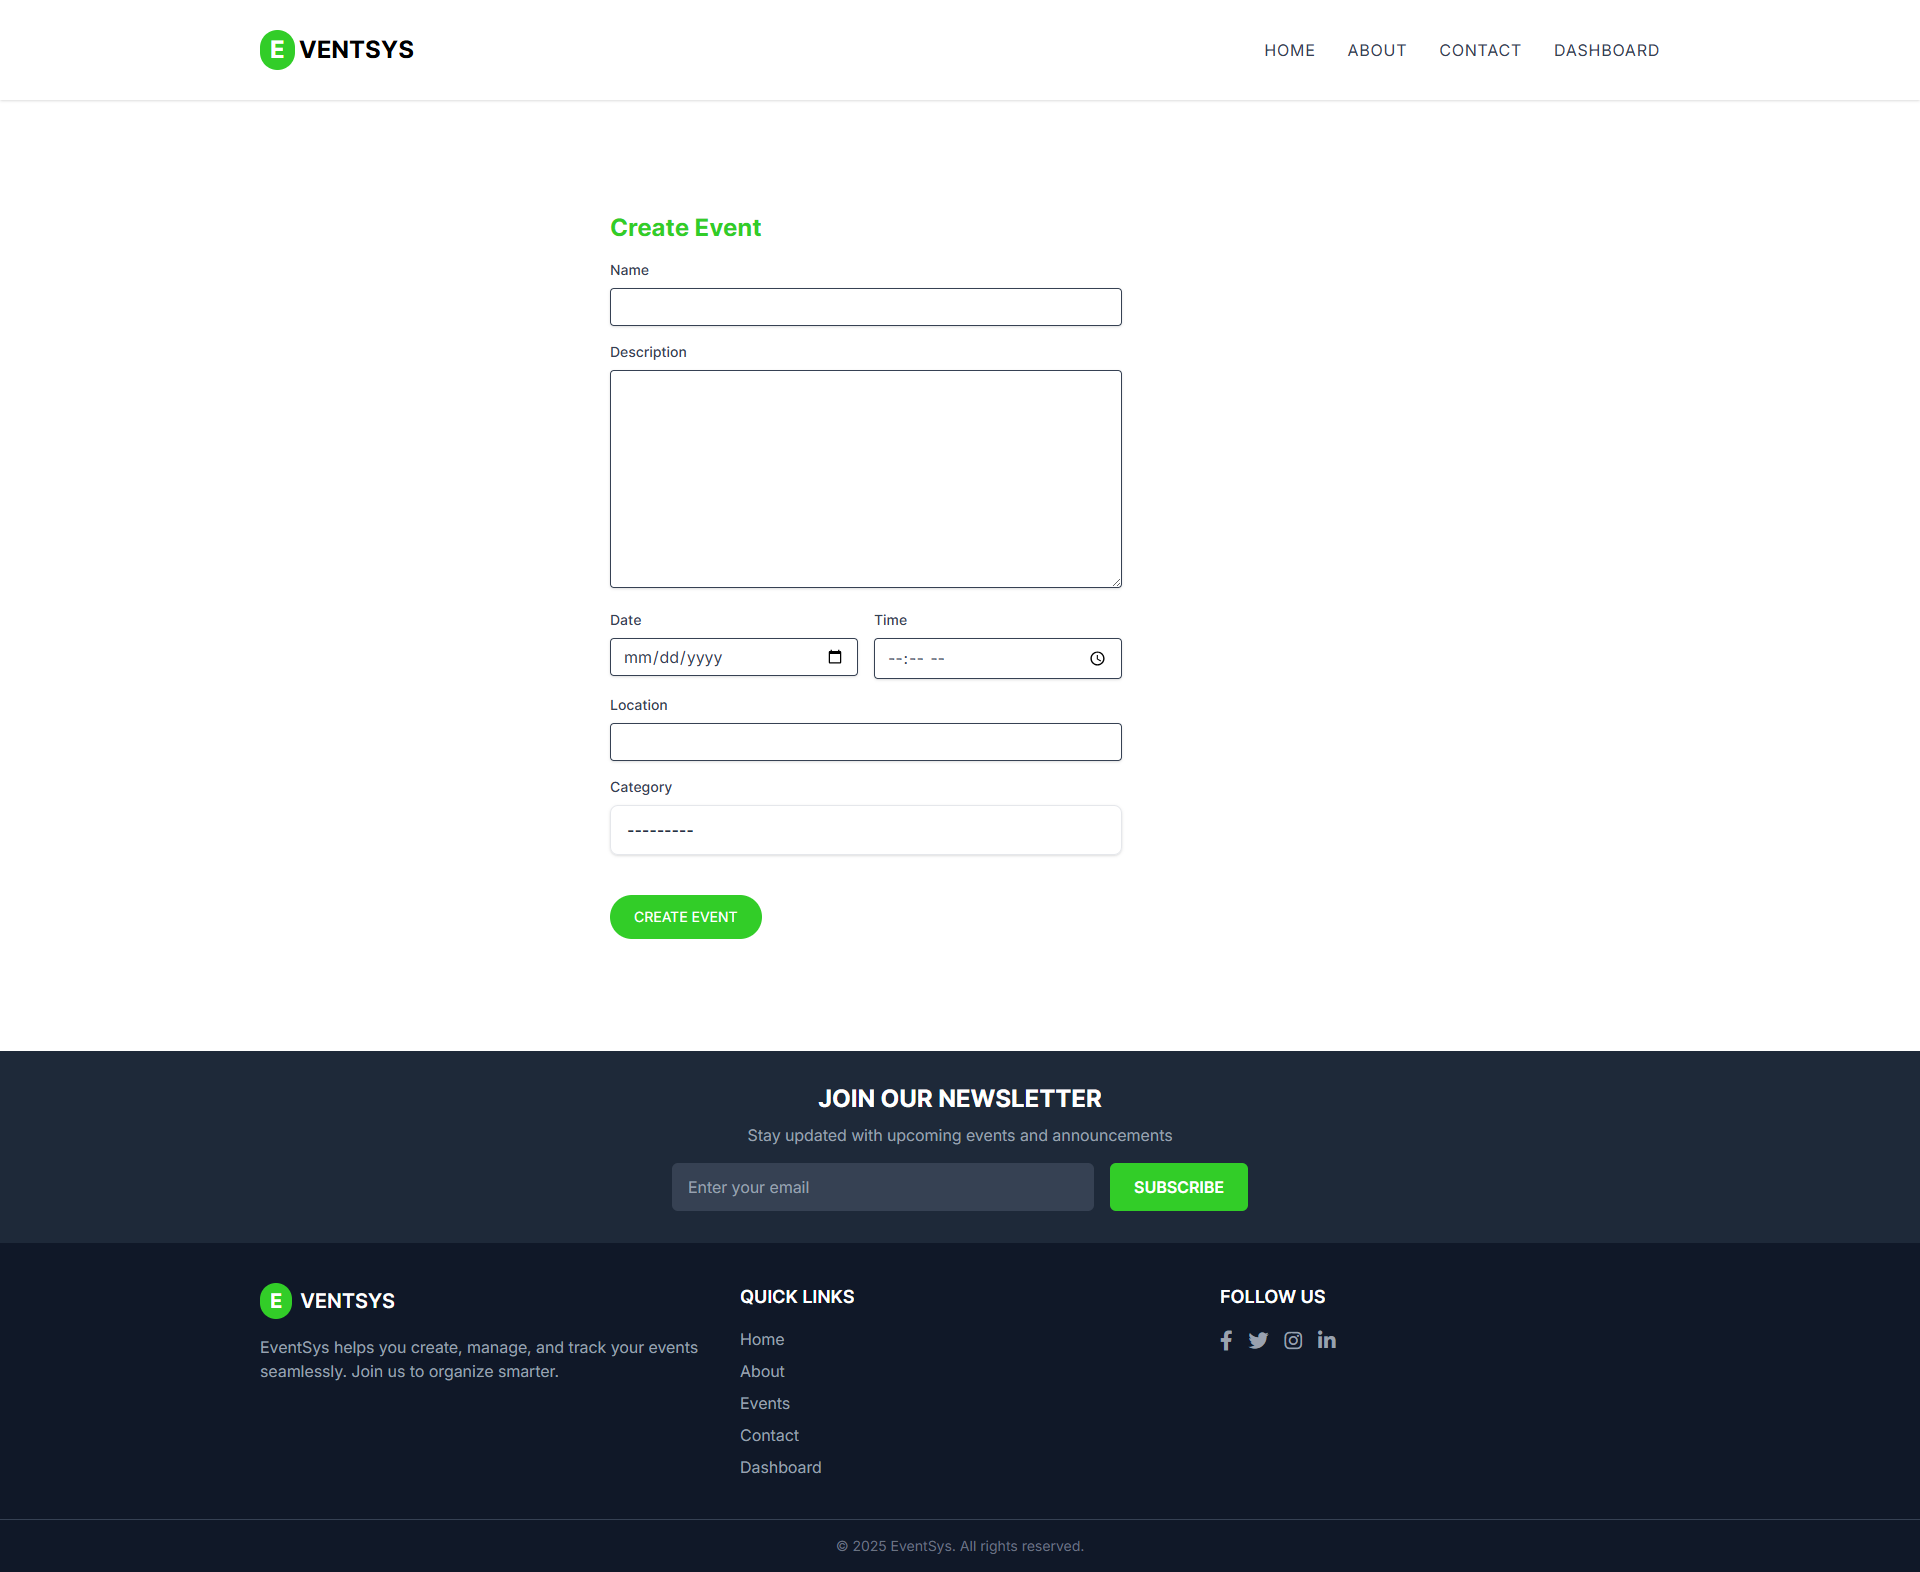 EVENTSYS
HOME ABOUT CONTACT DASHBOARD
Create Event
Name
Description
Date Time
mm/dd/yyyy --:-- --
Location
Category
---------
CREATE EVENT
JOIN OUR NEWSLETTER
Stay updated with upcoming events and announcements
Enter your email SUBSCRIBE
E VENTSYS
EventSys helps you create, manage, and track your events
seamlessly. Join us to organize smarter.
QUICK LINKS
Home
About
Events
Contact
Dashboard
FOLLOW US
© 2025 EventSys. All rights reserved.